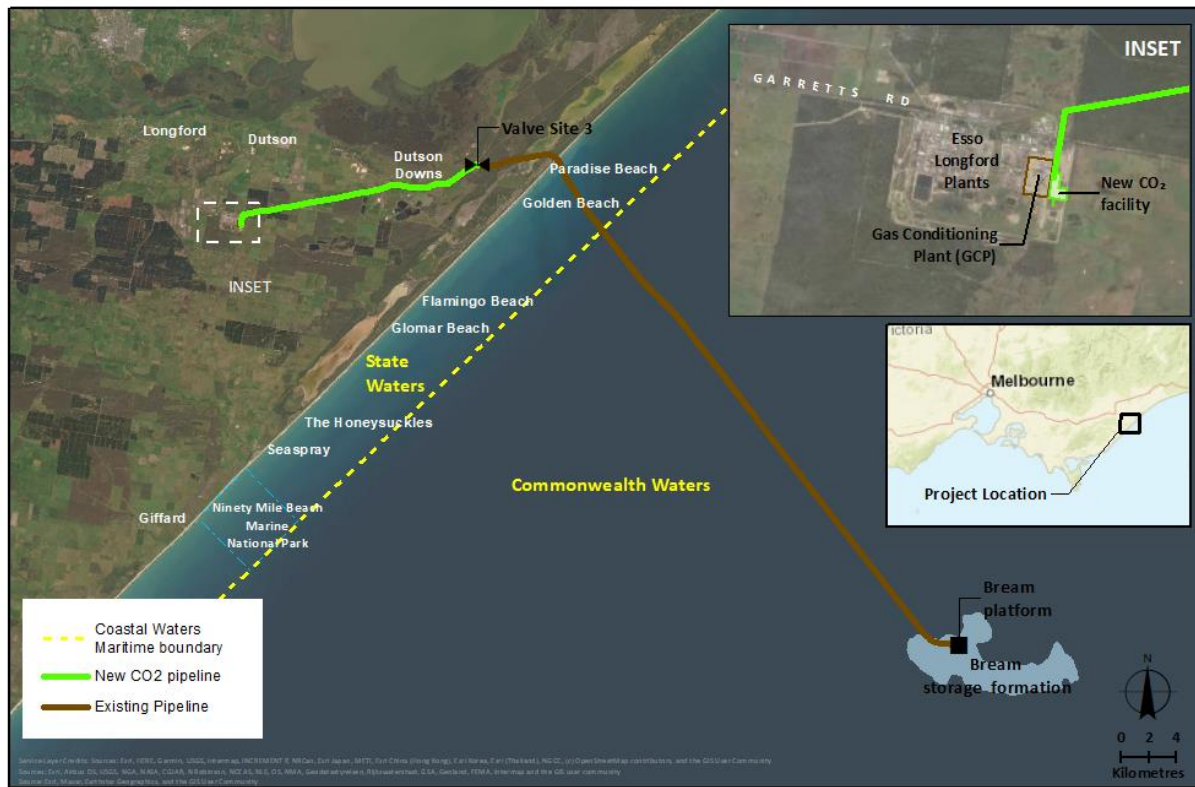 INSET
GARRETTS RD
Esso
Longford
Plants
New CO₂
facility
Gas Conditioning
Plant (GCP)
Longford
Dutson
Valve Site 3
Dutson
Downs
Paradise Beach
Golden Beach
INSET
Flamingo Beach
Glomar Beach
State
Waters
The Honeysuckles
Seaspray
Commonwealth Waters
Giffard
Ninety Mile Beach
Marine
National Park
ictoria
Melbourne
Project Location
Bream
platform
Bream
storage formation
Coastal Waters
Maritime boundary
New CO2 pipeline
Existing Pipeline
N
0 2 4
Kilometres